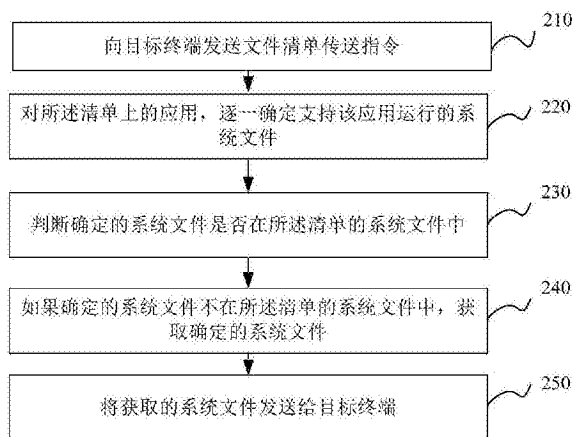 向目标终端发送文件清单传送指令
210
对所述清单上的应用，逐一确定支持该应用运行的系
统文件
220
判断确定的系统文件是否在所述清单的系统文件中
230
如果确定的系统文件不在所述清单的系统文件中，获
取确定的系统文件
240
将获取的系统文件发送给目标终端
250